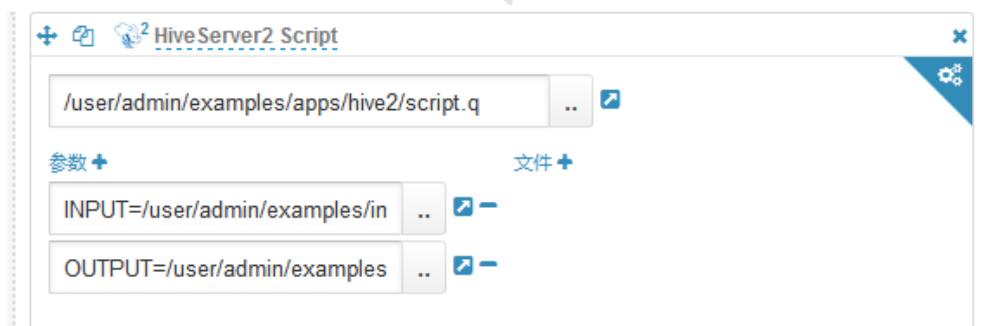 2 HiveServer2 Script
/user/admin/examples/apps/hive2/script.q ..
参数 文件
INPUT=/user/admin/examples/in ..
OUTPUT=/user/admin/examples ..